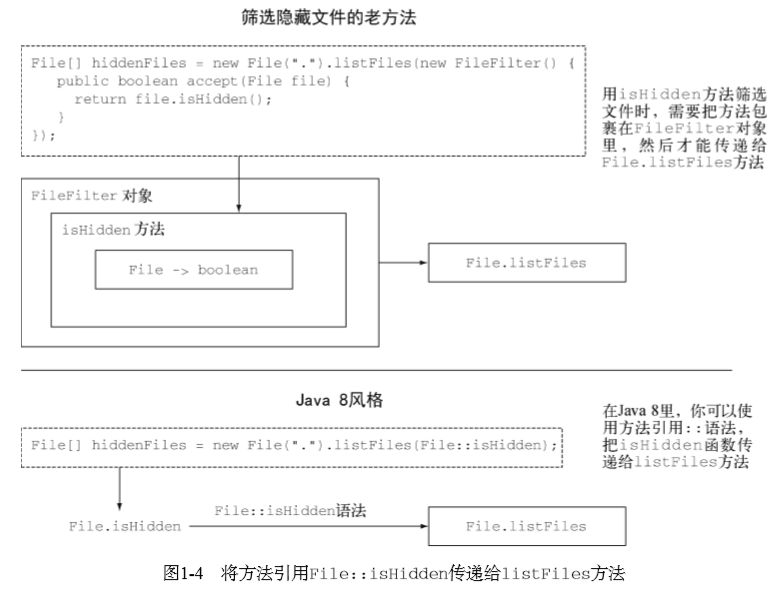 筛选隐藏文件的老方法
File[] hiddenFiles = new File(".").listFiles(new FileFilter() {
public boolean accept(File file) {
return file.isHidden();
}
});
用isHidden方法筛选
文件时，需要把方法包
裹在FileFilter对象
里，然后才能传递给
File.listFiles方法
FileFilter 对象
isHidden 方法
File -> boolean
File.listFiles
Java 8风格
在Java 8里，你可以使
用方法引用::语法，
把isHidden函数传
递给listFiles方法
File[] hiddenFiles = new File(".").listFiles(File::isHidden);
File.isHidden
File::isHidden语法
File.listFiles
图1-4 将方法引用File::isHidden传递给listFiles方法